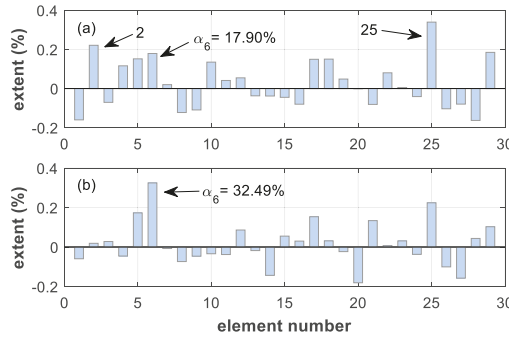 (a)
2
α6= 17.90%
25
extent (%)
0.4
0.2
0
-0.2
0 5 10 15 20 25 30
(b)
α6= 32.49%
extent (%)
0.4
0.2
0
-0.2
0 5 10 15 20 25 30
element number